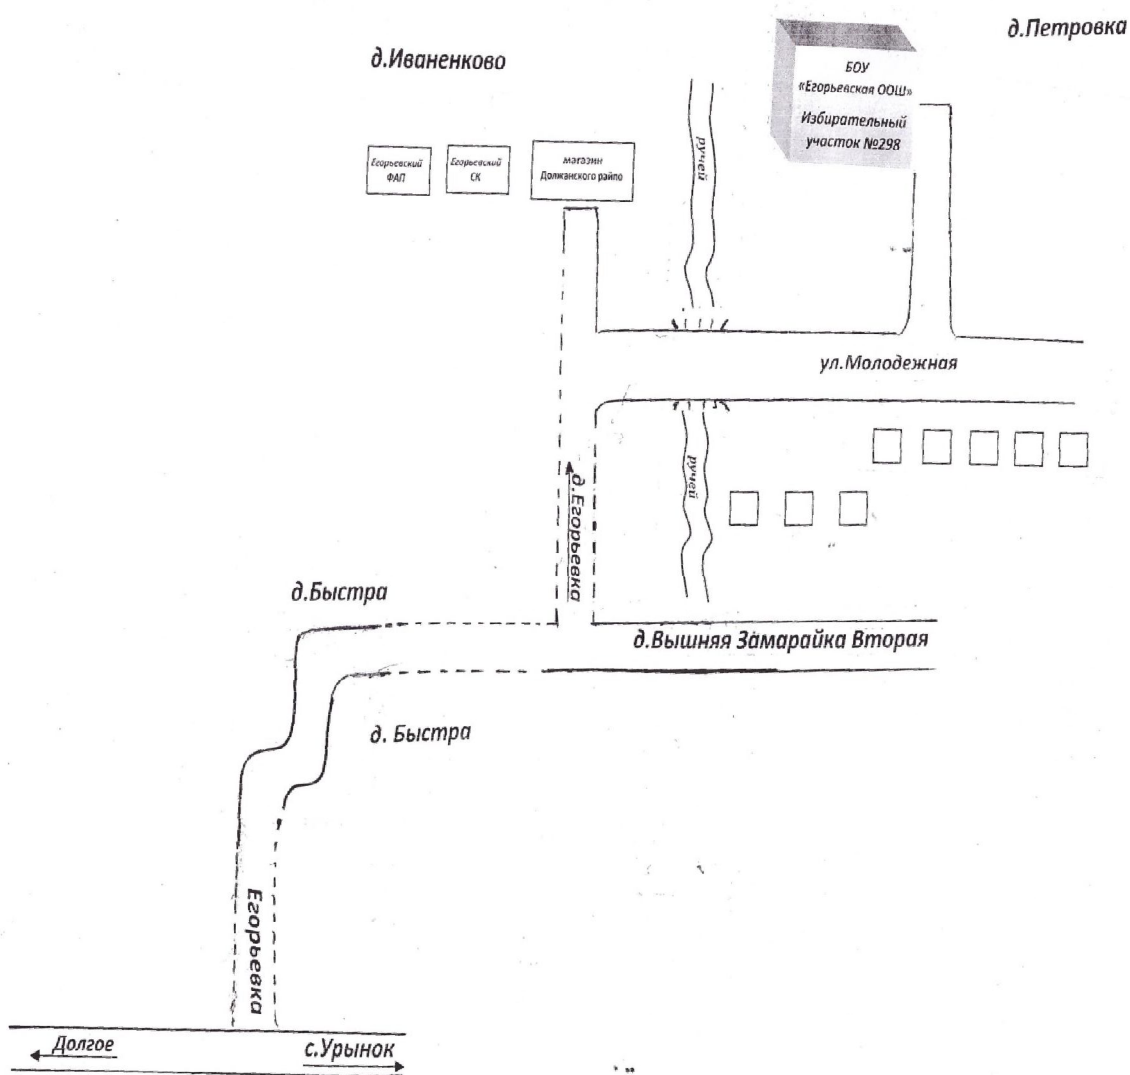 д.Петровка
д.Иваненково
БОУ
«Егорьевская ООШ»
Избирательный
участок №298
Егорьевский
ФАП
Егорьевский
СК
магазин
Должанского райпо
ручей
ул.Молодежная
ручей
д.Егорьевка
д.Быстра
д.Вышняя Замарайка Вторая
д. Быстра
Егорьевка
Долгое
с.Урынок